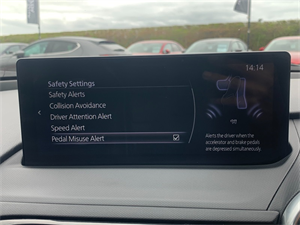 14:14
Safety Settings
Safety Alerts
Collision Avoidance
Driver Attention Alert
Speed Alert
Pedal Misuse Alert
Alerts the driver when the
accelerator and brake pedals
are depressed simultaneously.